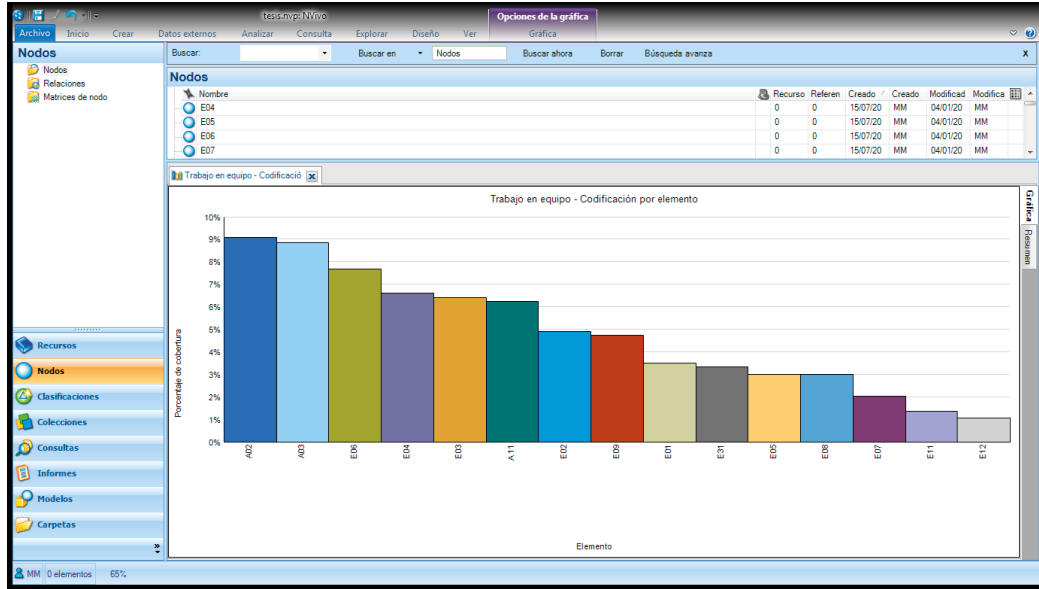 tesis.nvp: NVivo
Opciones de la gráfica
Archivo Inicio Crear Datos externos Analizar Consulta Explorar Diseño Ver Gráfica
Nodos
Nodos
Relaciones
Matrices de nodo
Buscar: Buscar en Nodos Buscar ahora Borrar Búsqueda avanza X
Nodos
Nombre Recurso Referen Creado Creado Modificad Modifica
E04 0 0 15/07/20 MM 04/01/20 MM
E05 0 0 15/07/20 MM 04/01/20 MM
E06 0 0 15/07/20 MM 04/01/20 MM
E07 0 0 15/07/20 MM 04/01/20 MM
Trabajo en equipo - Codificació
Trabajo en equipo - Codificación por elemento
10%
9%
8%
7%
6%
5%
4%
3%
2%
1%
0%
Porcentaje de cobertura
A02 A03 E06 E04 E03 A 11 E02 E09 E01 E31 E05 E08 E07 E11 E12
Elemento
Gráfica
Resumen
Recursos
Nodos
Clasificaciones
Colecciones
Consultas
Informes
Modelos
Carpetas
MM 0 elementos 65%